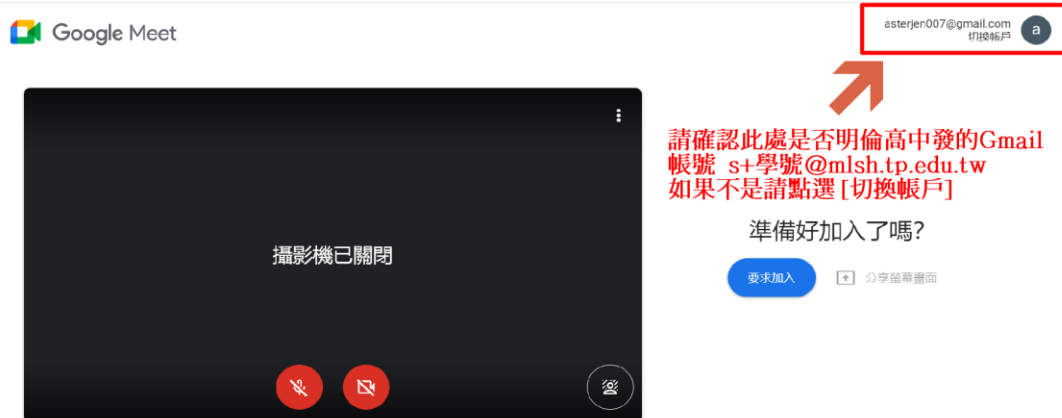 Google Meet
asterjen007@gmail.com
切換帳戶
a
請確認此處是否明倫高中發的Gmail
帳號 s+學號@mlsh.tp.edu.tw
如果不是請點選[切換帳戶]
準備好加入了嗎?
攝影機已關閉
要求加入
分享螢幕畫面